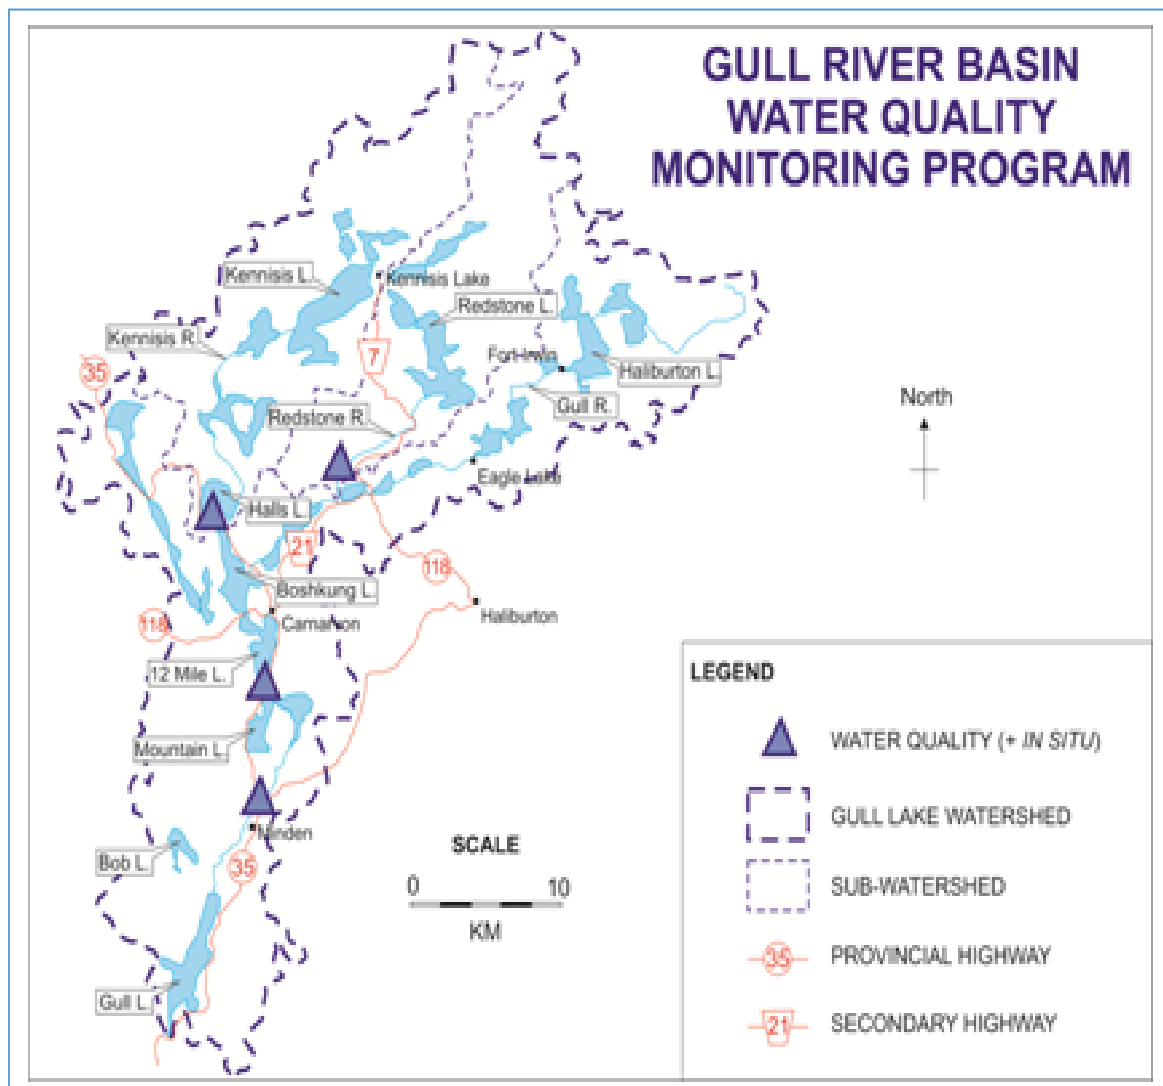 GULL RIVER BASIN
WATER QUALITY
MONITORING PROGRAM
Kennisis L.
Kennisis Lake
Redstone L.
Kennisis R.
35
7
Fort Irwin
Haliburton L.
Redstone R.
Gull R.
North
Eagle Lake
Halls L.
21
118
Boshkung L.
Haliburton
118
Carnarvon
12 Mile L.
Mountain L.
Minden
Bob L.
35
Gull L.
SCALE
0 10
KM
LEGEND
WATER QUALITY (+ IN SITU)
GULL LAKE WATERSHED
SUB-WATERSHED
35 PROVINCIAL HIGHWAY
21 SECONDARY HIGHWAY